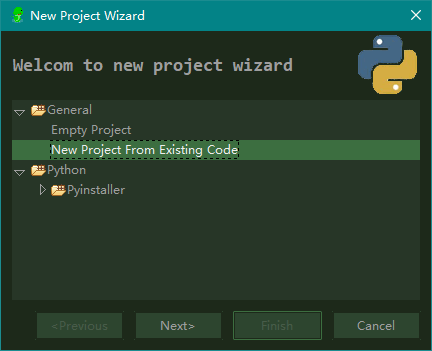 New Project Wizard
Welcom to new project wizard
General
Empty Project
New Project From Existing Code
Python
Pyinstaller
<Previous
Next>
Finish
Cancel